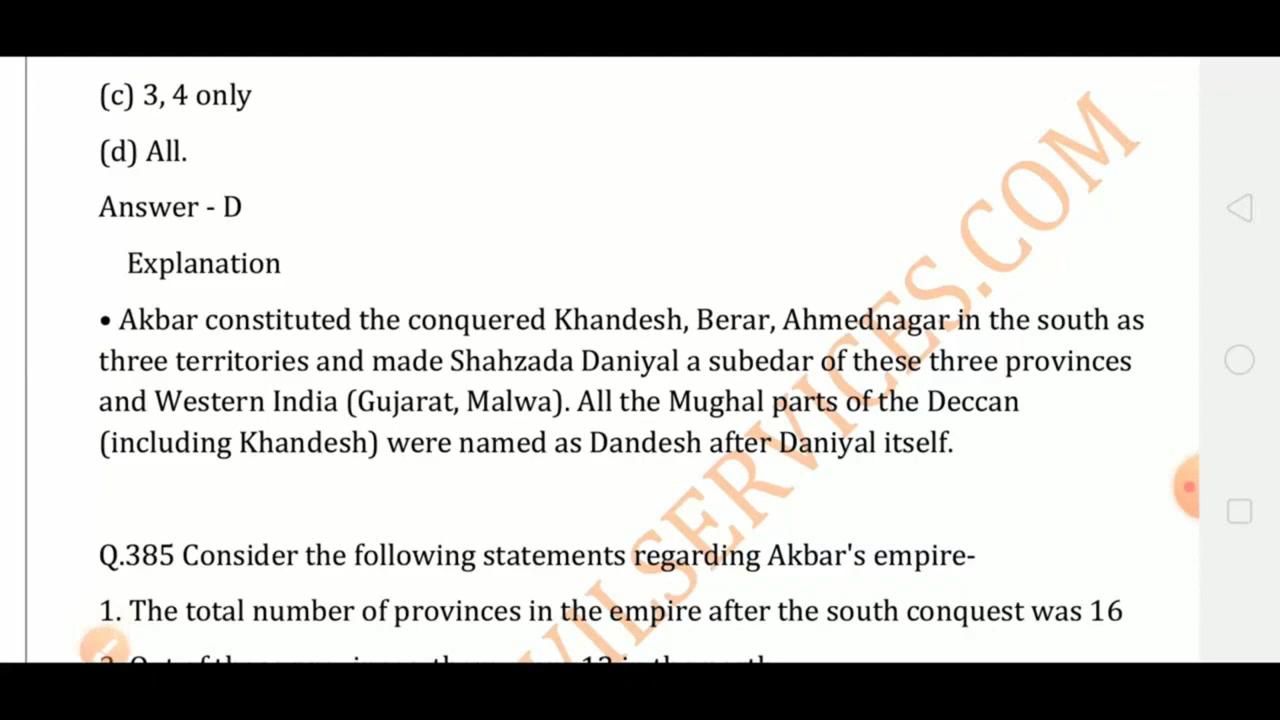 (c) 3, 4 only
(d) All.
Answer - D
Explanation
• Akbar constituted the conquered Khandesh, Berar, Ahmednagar in the south as
three territories and made Shahzada Daniyal a subedar of these three provinces
and Western India (Gujarat, Malwa). All the Mughal parts of the Deccan
(including Khandesh) were named as Dandesh after Daniyal itself.
Q.385 Consider the following statements regarding Akbar's empire-
1. The total number of provinces in the empire after the south conquest was 16
VILSERVICES.COM